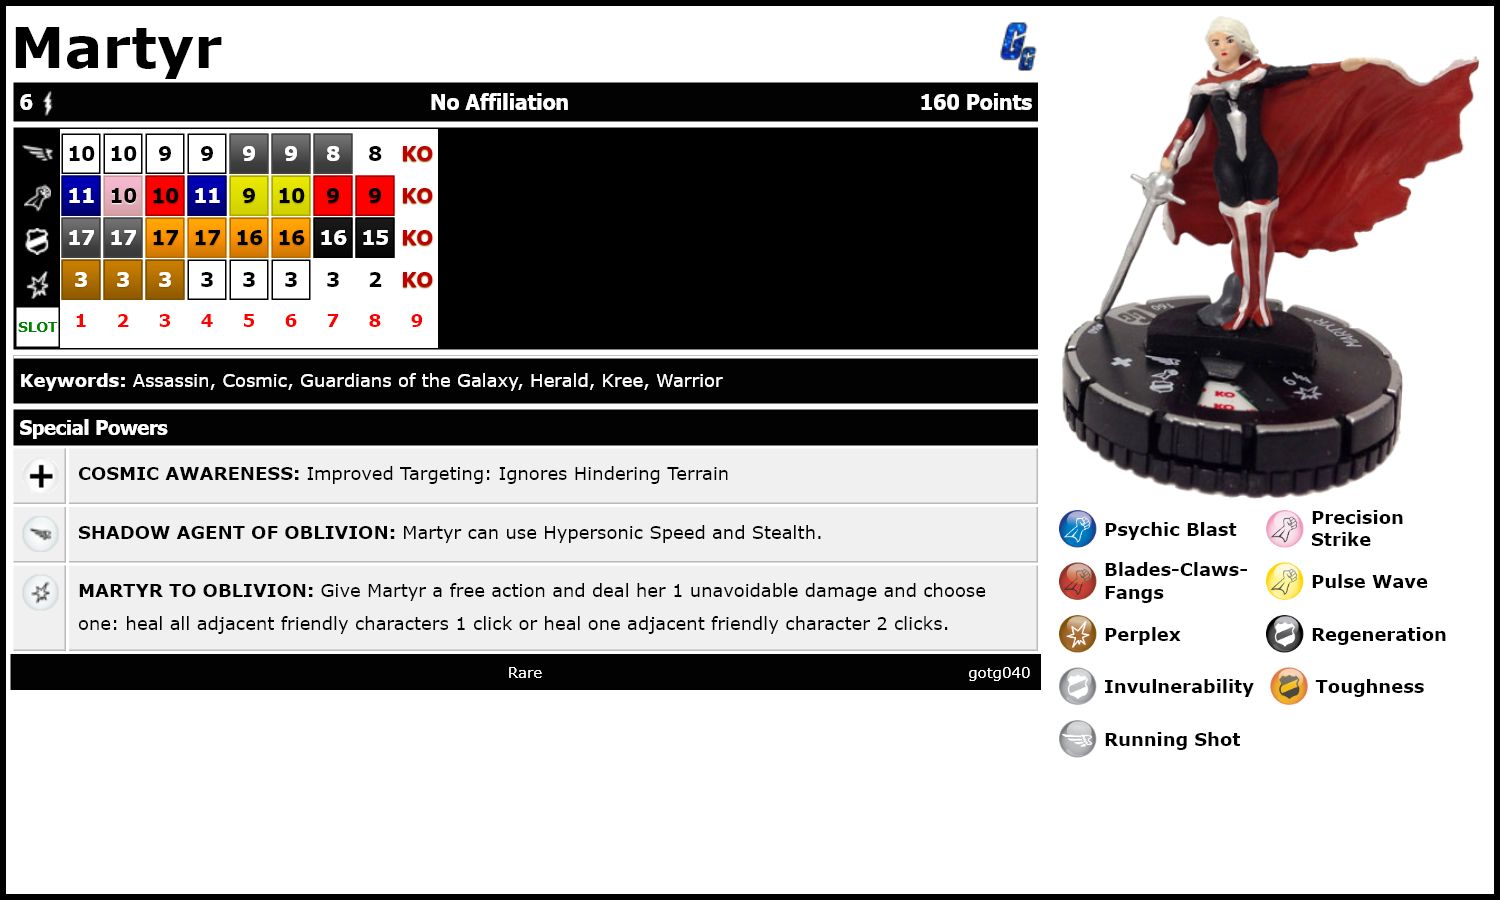 Martyr
GG
6 No Affiliation 160 Points
10 10 9 9 9 9 8 8 KO
11 10 10 11 9 10 9 9 KO
17 17 17 17 16 16 16 15 KO
3 3 3 3 3 3 3 2 KO
SLOT 1 2 3 4 5 6 7 8 9
Keywords: Assassin, Cosmic, Guardians of the Galaxy, Herald, Kree, Warrior
Special Powers
COSMIC AWARENESS: Improved Targeting: Ignores Hindering Terrain
SHADOW AGENT OF OBLIVION: Martyr can use Hypersonic Speed and Stealth.
MARTYR TO OBLIVION: Give Martyr a free action and deal her 1 unavoidable damage and choose
one: heal all adjacent friendly characters 1 click or heal one adjacent friendly character 2 clicks.
Rare gotg040
160
MARTYR
6
KO
KO
Psychic Blast
Precision
Strike
Blades-Claws-
Fangs
Pulse Wave
Perplex
Regeneration
Invulnerability
Toughness
Running Shot